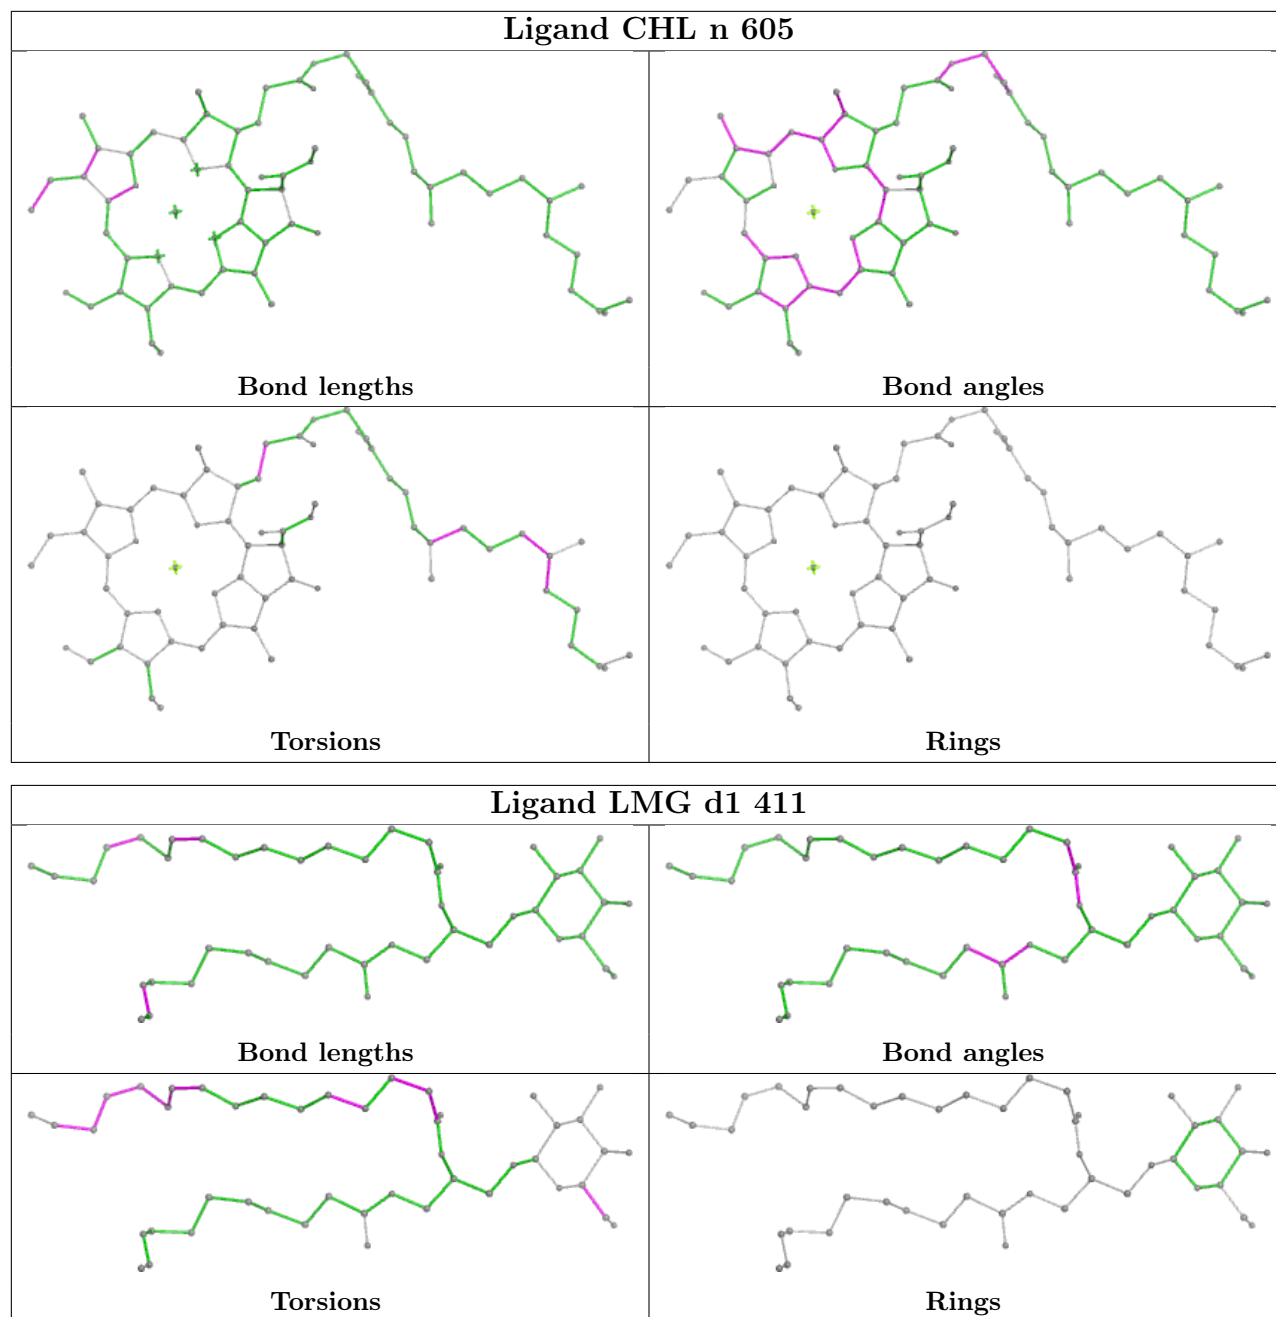 Ligand CHL n 605
Bond lengths
Bond angles
Torsions
Rings
Ligand LMG d1 411
Bond lengths
Bond angles
Torsions
Rings